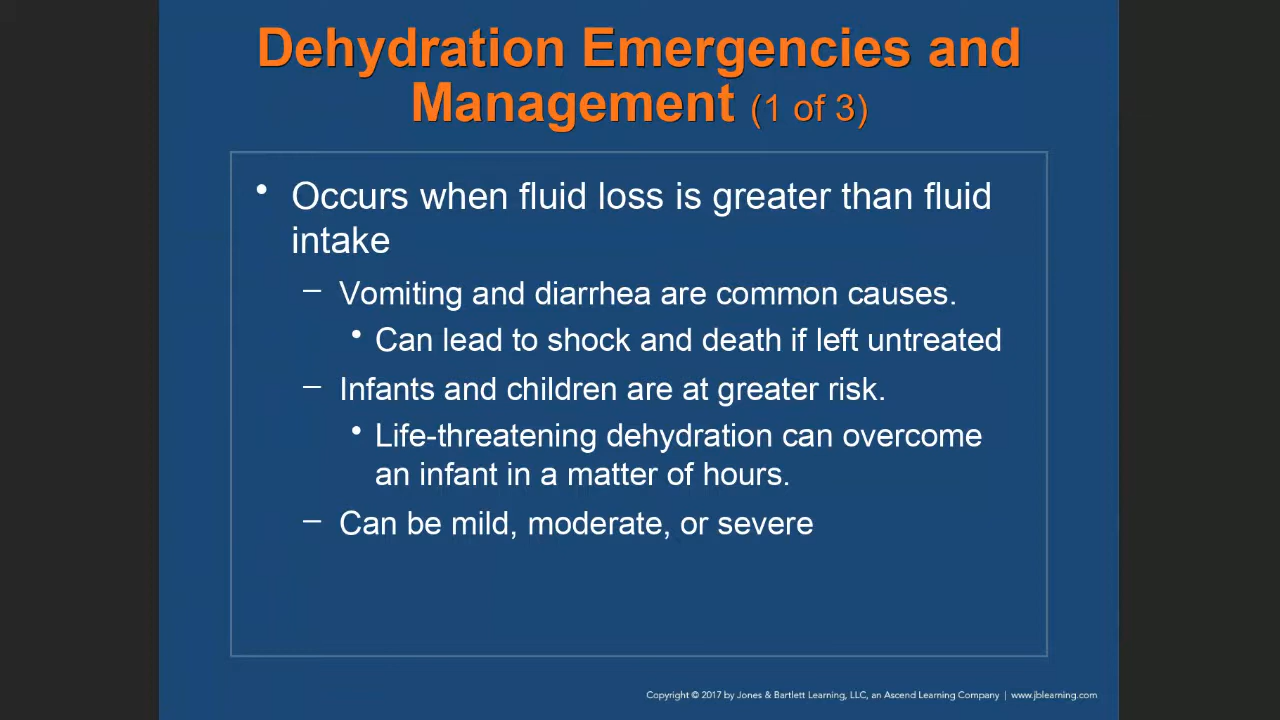 Dehydration Emergencies and
Management (1 of 3)
• Occurs when fluid loss is greater than fluid
intake
– Vomiting and diarrhea are common causes.
• Can lead to shock and death if left untreated
– Infants and children are at greater risk.
• Life-threatening dehydration can overcome
an infant in a matter of hours.
– Can be mild, moderate, or severe
Copyright © 2017 by Jones & Bartlett Learning, LLC, an Ascend Learning Company | www.jblearning.com